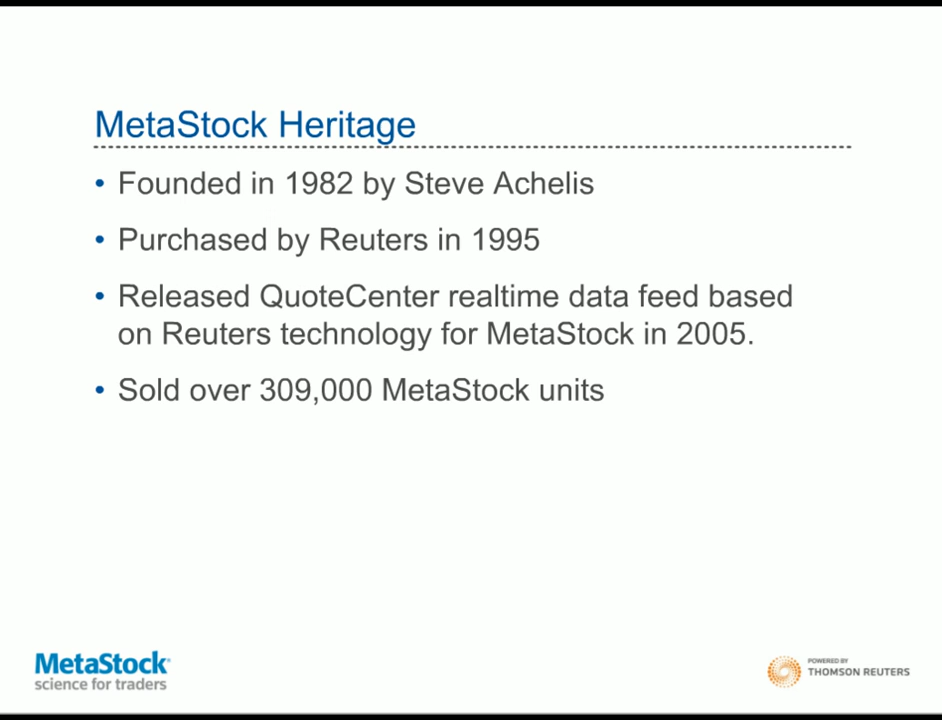 MetaStock Heritage
• Founded in 1982 by Steve Achelis
• Purchased by Reuters in 1995
• Released QuoteCenter realtime data feed based
on Reuters technology for MetaStock in 2005.
• Sold over 309,000 MetaStock units
MetaStock
science for traders
POWERED BY
THOMSON REUTERS